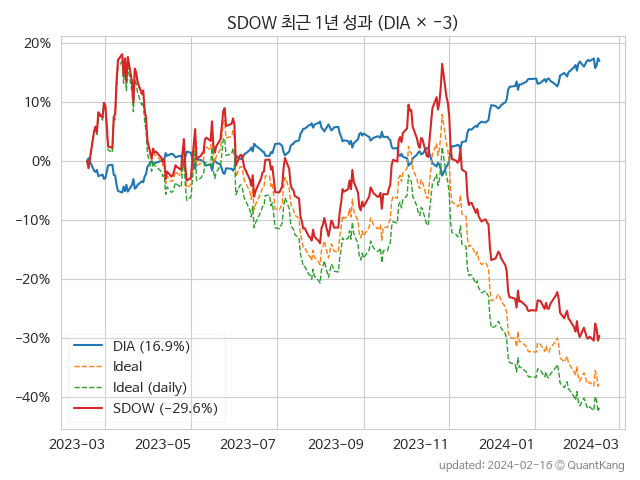 SDOW 최근 1년 성과 (DIA × −3)
20%
10%
0%
−10%
−20%
−30%
−40%
DIA (16.9%)
Ideal
Ideal (daily)
SDOW (−29.6%)
2023-03
2023-05
2023-07
2023-09
2023-11
2024-01
2024-03
updated: 2024-02-16 © QuantKang